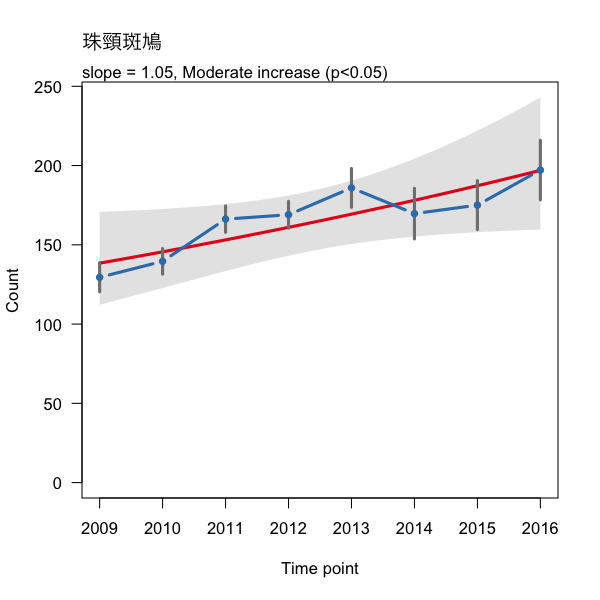 珠頸斑鳩
slope = 1.05, Moderate increase (p<0.05)
250
200
150
100
50
0
Count
2009 2010 2011 2012 2013 2014 2015 2016
Time point